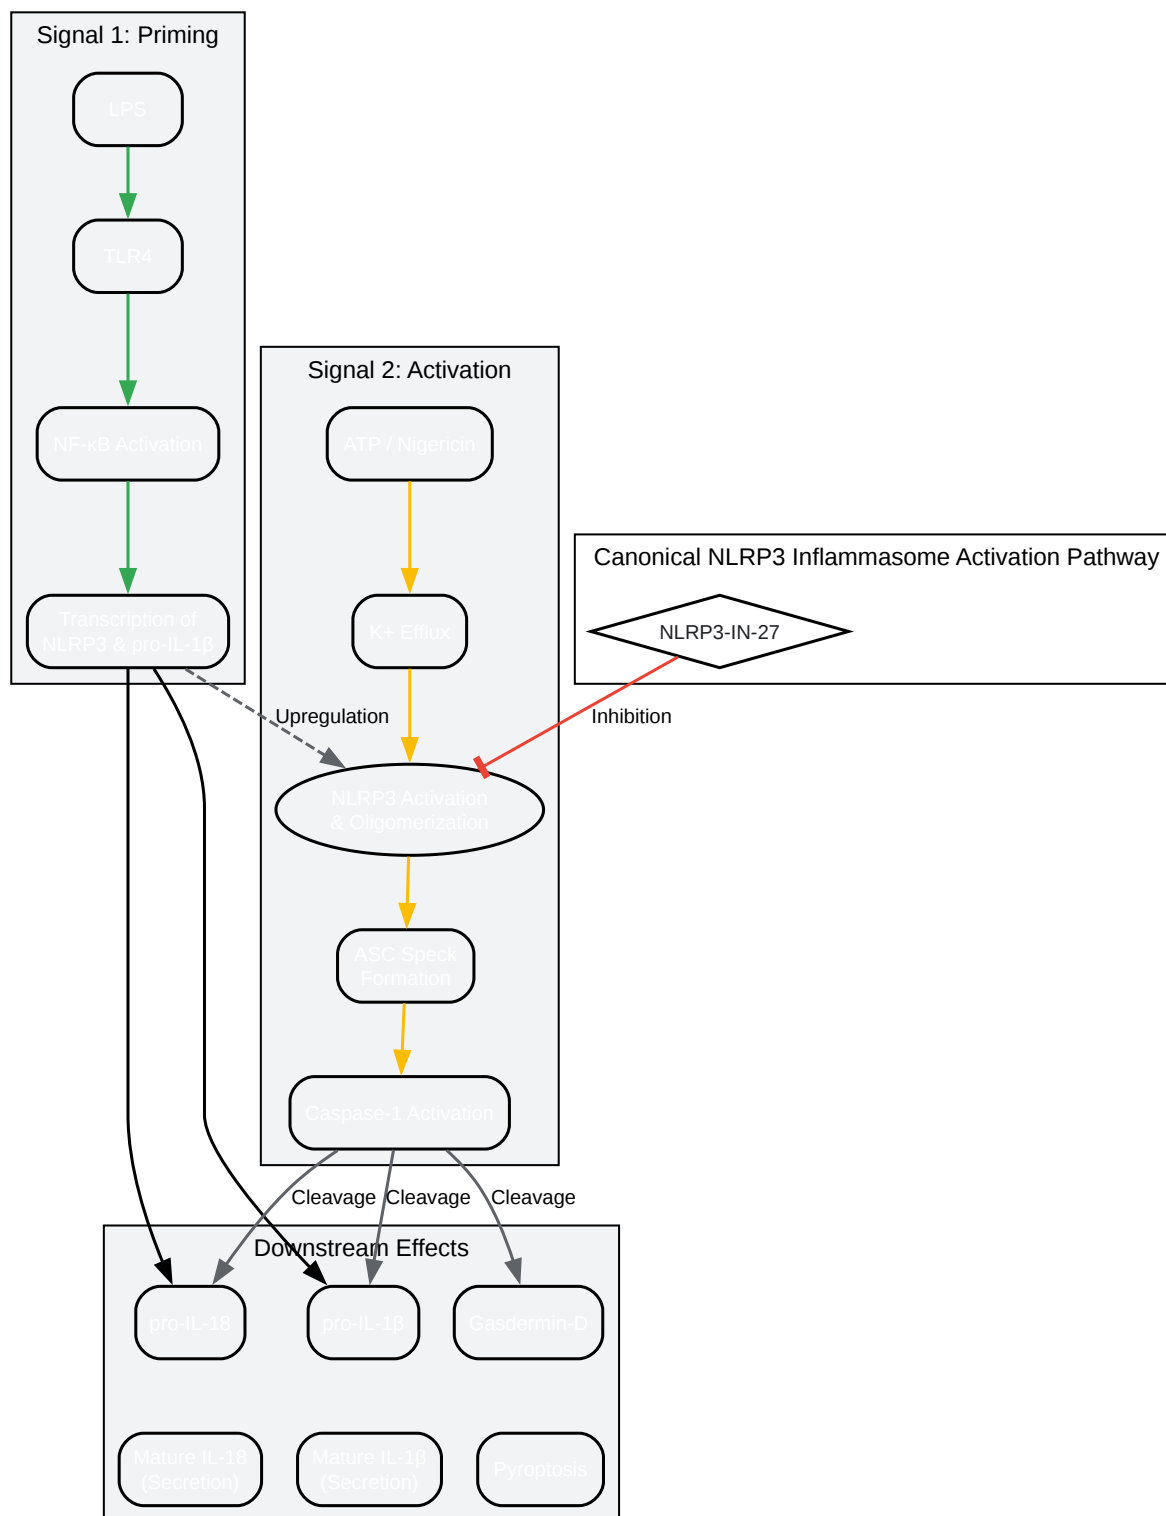 Signal 1: Priming
LPS
TLR4
NF-κB Activation
Transcription of
NLRP3 & pro-IL-1β
Signal 2: Activation
ATP / Nigericin
K+ Efflux
Canonical NLRP3 Inflammasome Activation Pathway
NLRP3-IN-27
Upregulation
Inhibition
NLRP3 Activation
& Oligomerization
ASC Speck
Formation
Caspase-1 Activation
Cleavage
Cleavage
Cleavage
Downstream Effects
pro-IL-18
pro-IL-1β
Gasdermin-D
Mature IL-18
(Secretion)
Mature IL-1β
(Secretion)
Pyroptosis